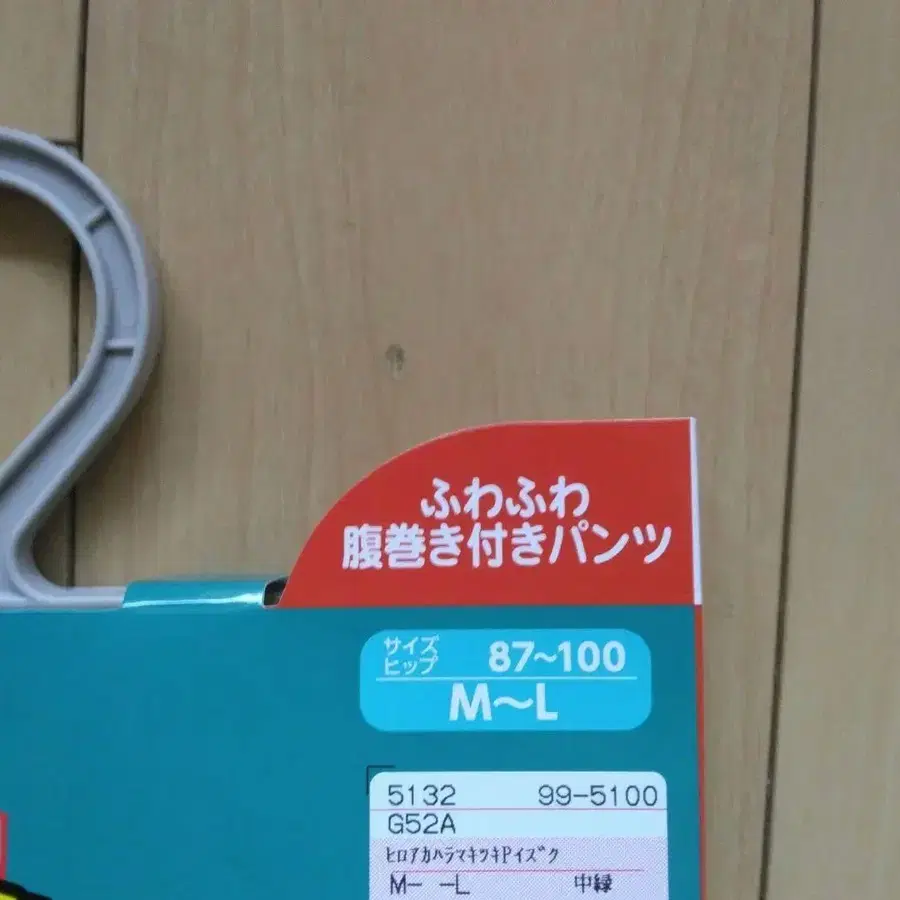 ふわふわ
腹巻き付きパンツ
サイズ
ヒップ 87~100
M〜L
5132 99-5100
G52A
ﾋﾛｱｶﾊﾗﾏｷﾂｷPｲｽﾞｸ
M- -L 中緑